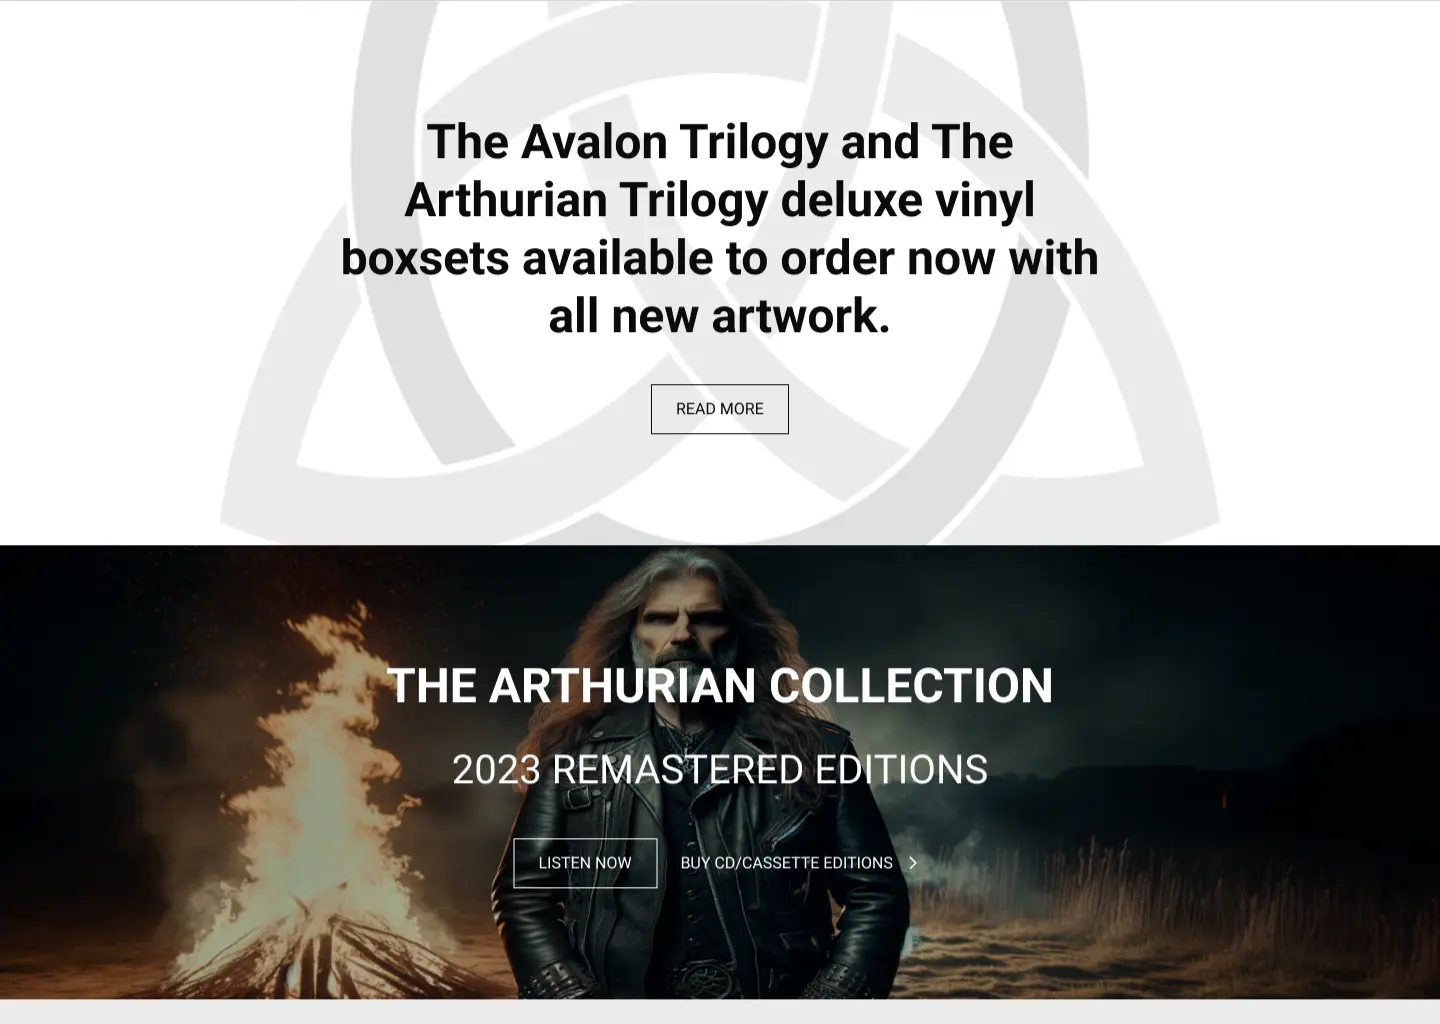 The Avalon Trilogy and The
Arthurian Trilogy deluxe vinyl
boxsets available to order now with
all new artwork.
READ MORE
THE ARTHURIAN COLLECTION
2023 REMASTERED EDITIONS
LISTEN NOW
BUY CD/CASSETTE EDITIONS